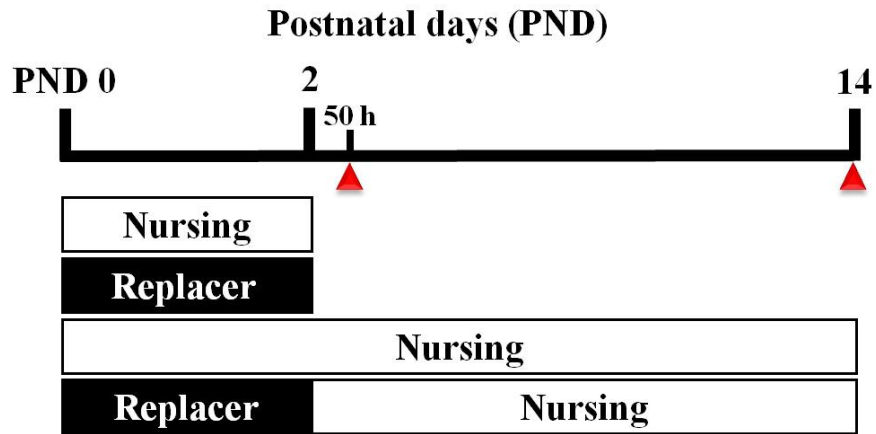 Postnatal days (PND)
PND 0 2 14
50 h
Nursing
Replacer
Nursing
Replacer Nursing